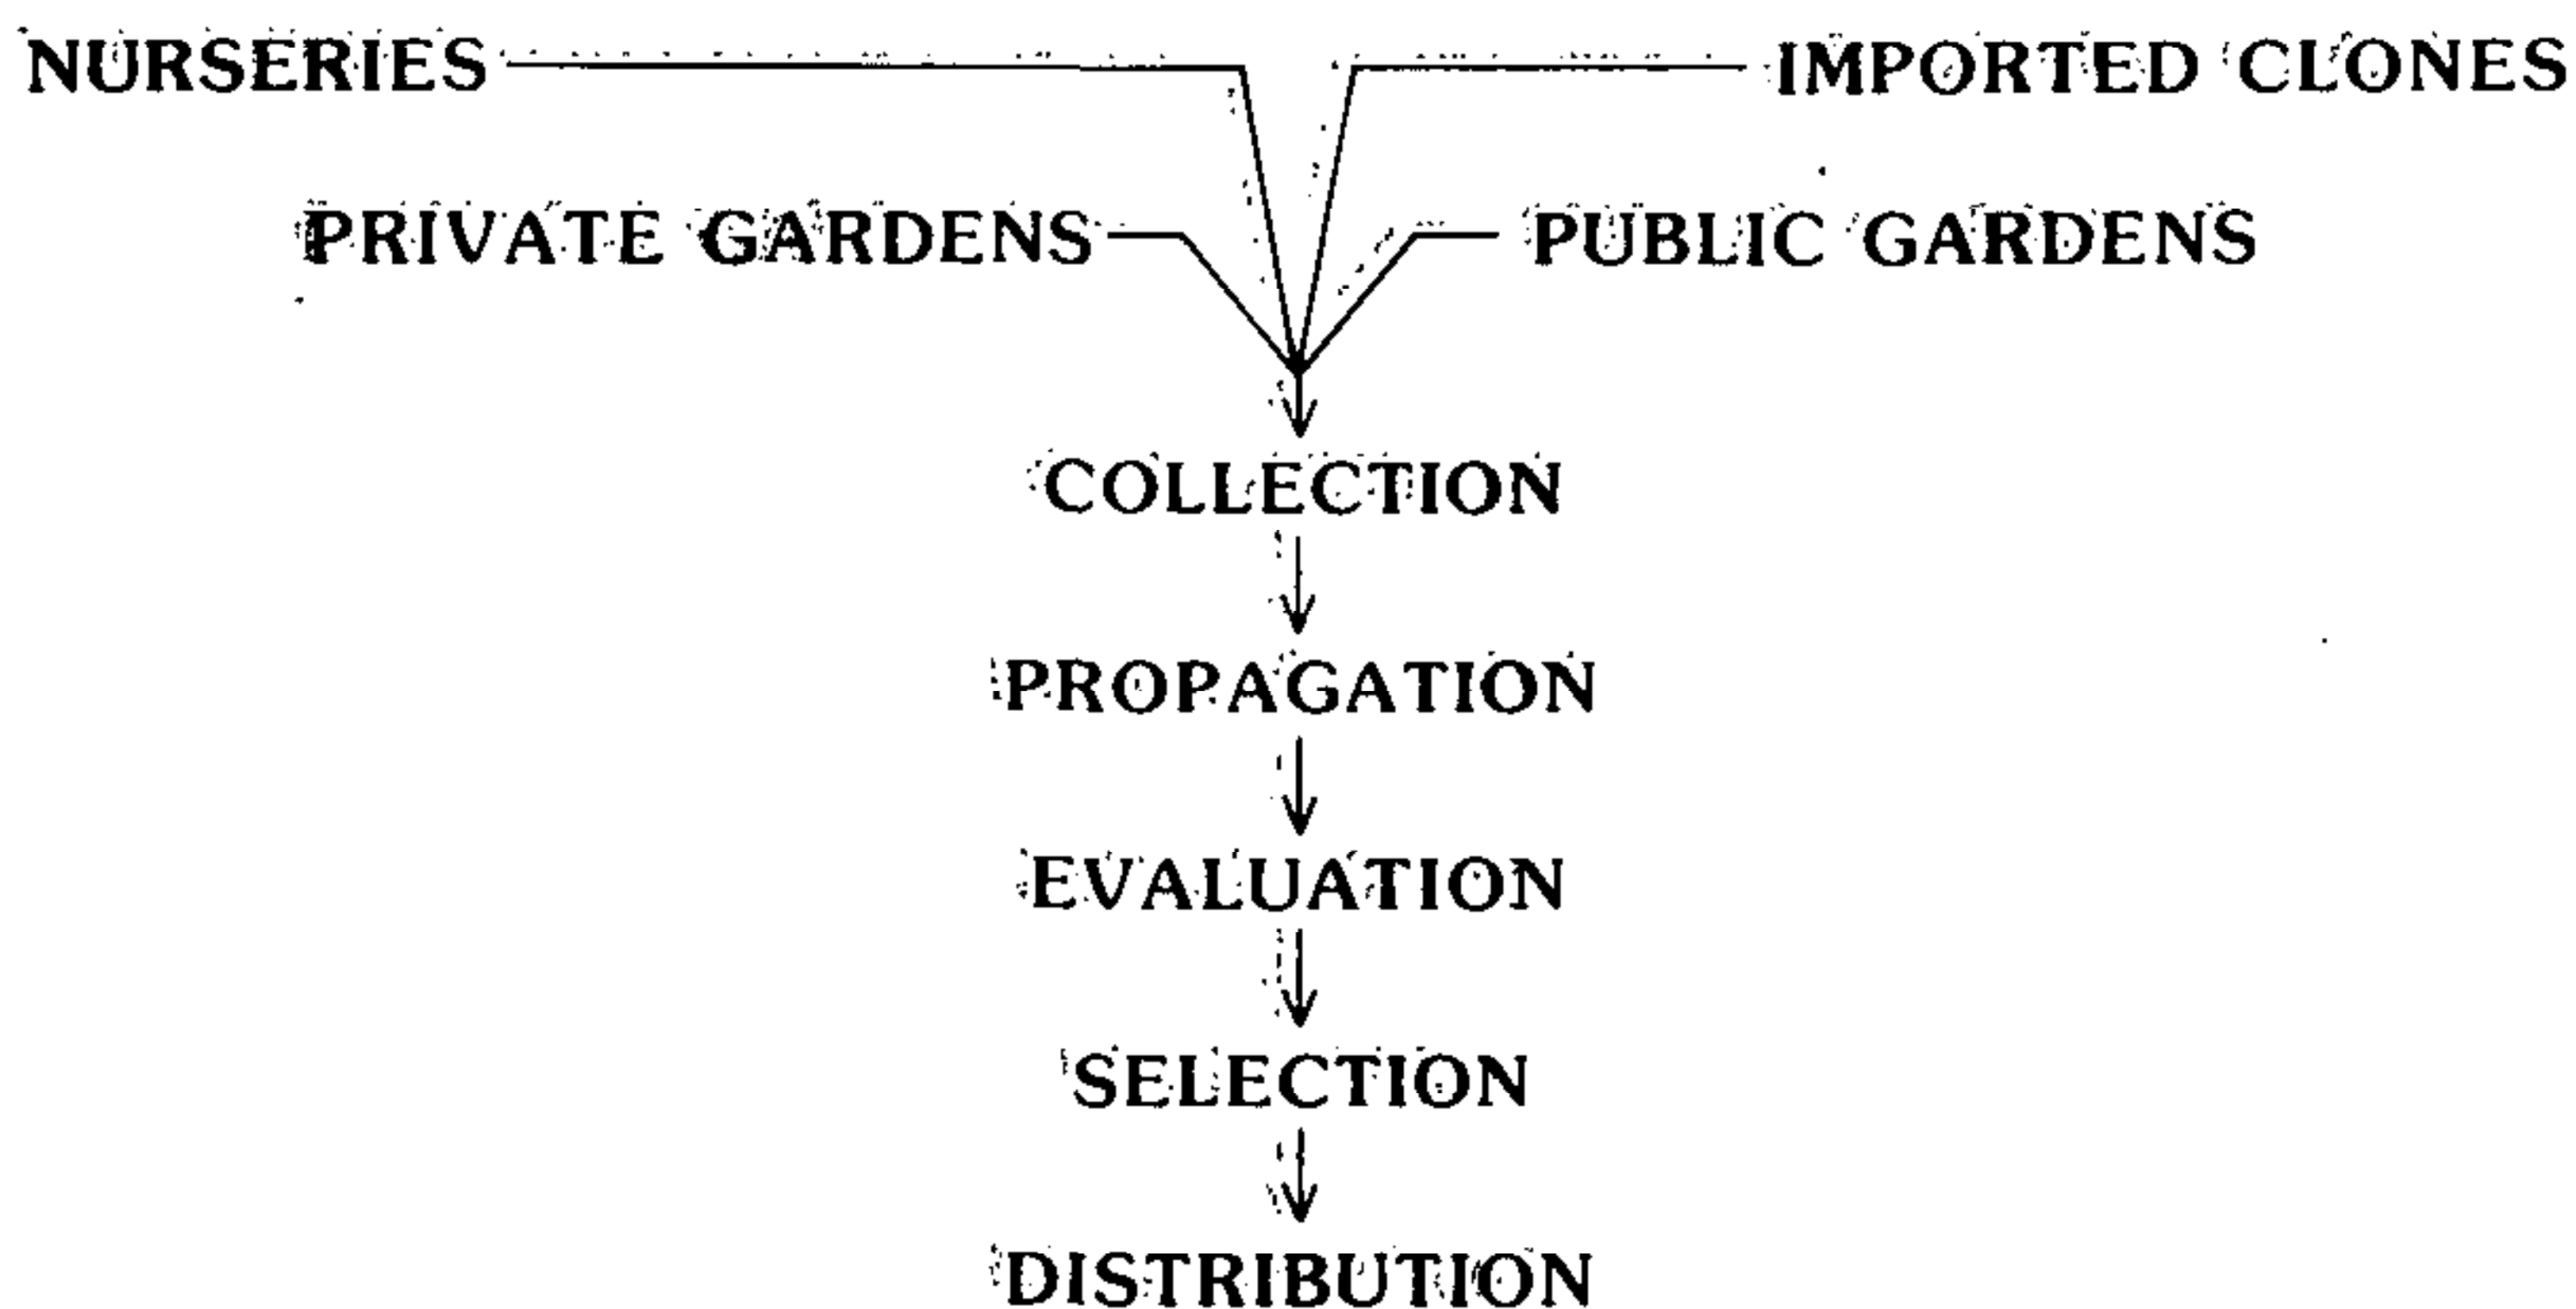 NURSERIES IMPORTED CLONES
PRIVATE GARDENS PUBLIC GARDENS
COLLECTION
PROPAGATION
EVALUATION
SELECTION
DISTRIBUTION